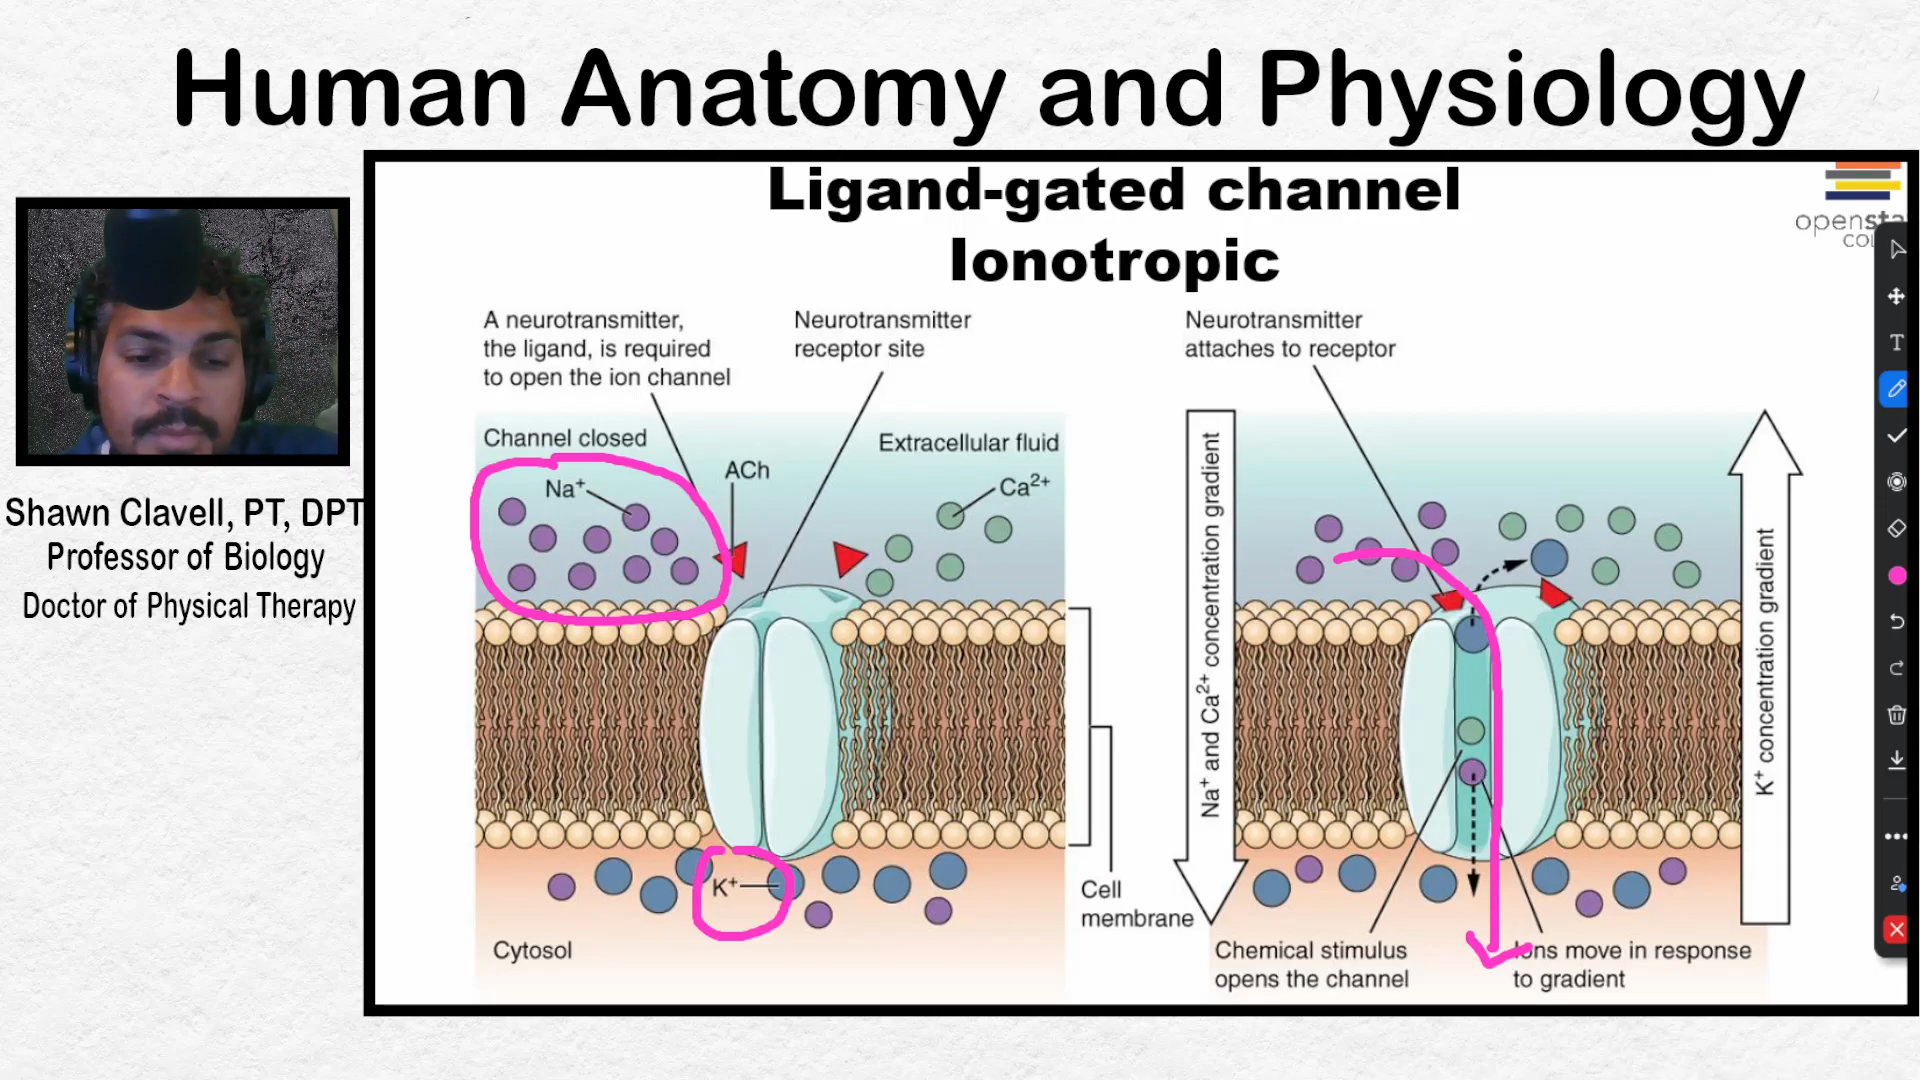 Human Anatomy and Physiology
Ligand-gated channel
Ionotropic
opensta
COL
Shawn Clavell, PT, DPT
Professor of Biology
Doctor of Physical Therapy
A neurotransmitter,
the ligand, is required
to open the ion channel
Neurotransmitter
receptor site
Neurotransmitter
attaches to receptor
Channel closed
Extracellular fluid
Na⁺
ACh
Ca²⁺
K⁺
Cytosol
Cell
membrane
Na⁺ and Ca²⁺ concentration gradient
K⁺ concentration gradient
Chemical stimulus
opens the channel
Ions move in response
to gradient
T